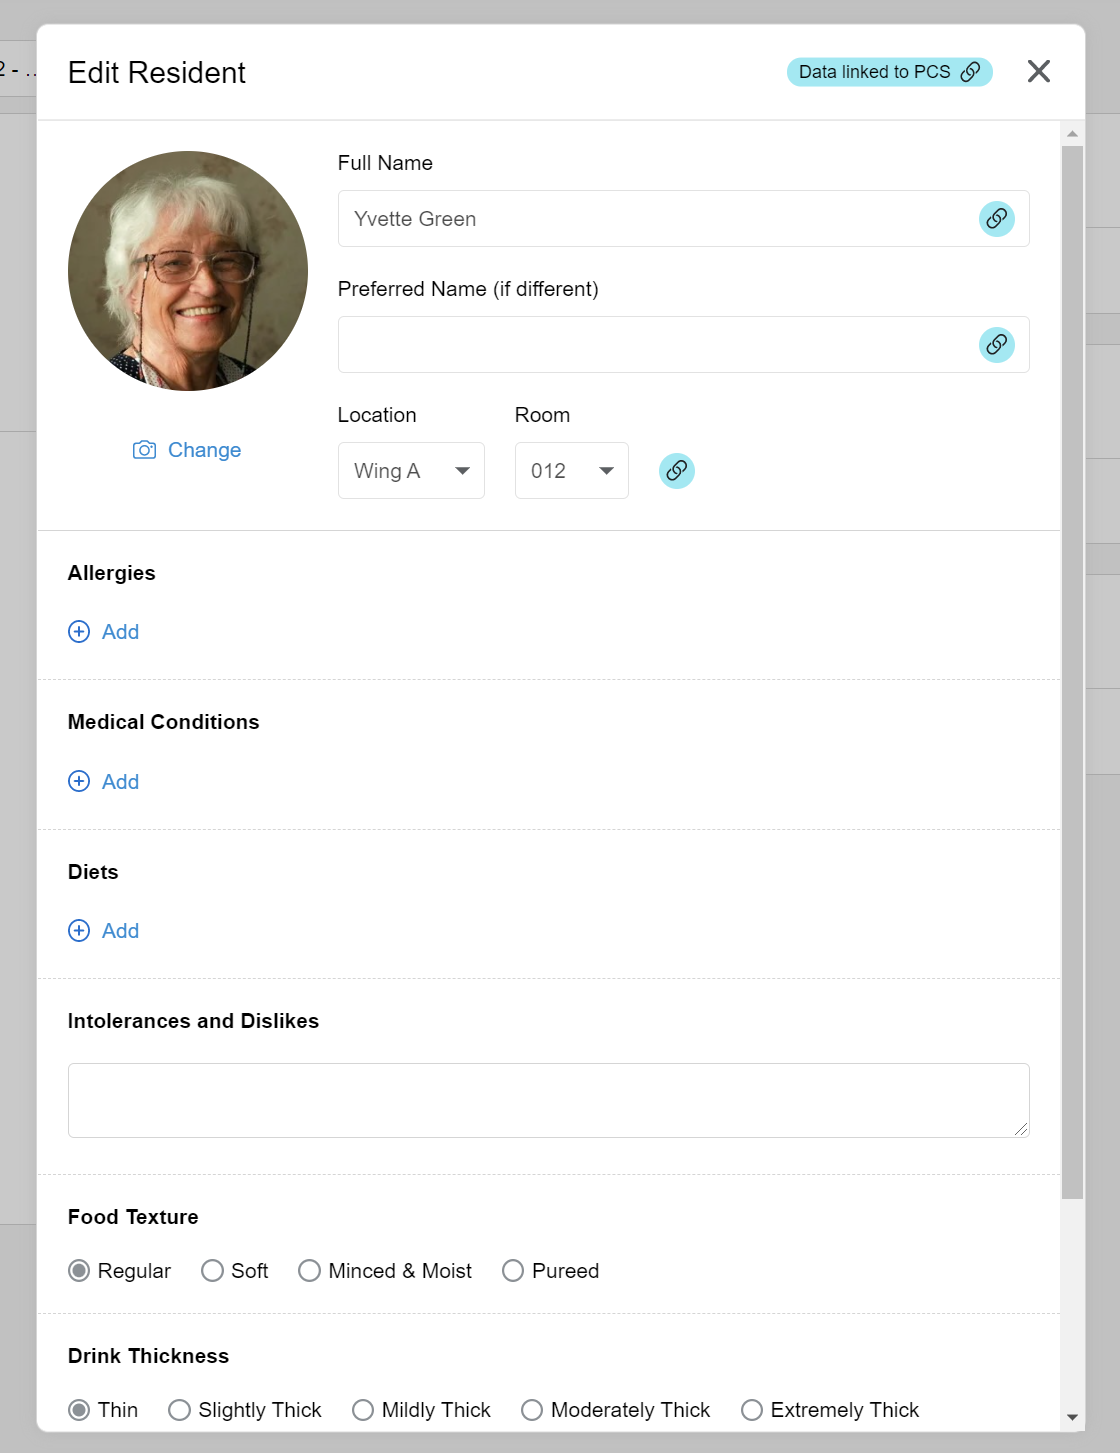 2 - ..
Edit Resident
Data linked to PCS
Full Name
Yvette Green
Preferred Name (if different)
Location
Room
Wing A
012
Change
Allergies
Add
Medical Conditions
Add
Diets
Add
Intolerances and Dislikes
Food Texture
Regular
Soft
Minced & Moist
Pureed
Drink Thickness
Thin
Slightly Thick
Mildly Thick
Moderately Thick
Extremely Thick